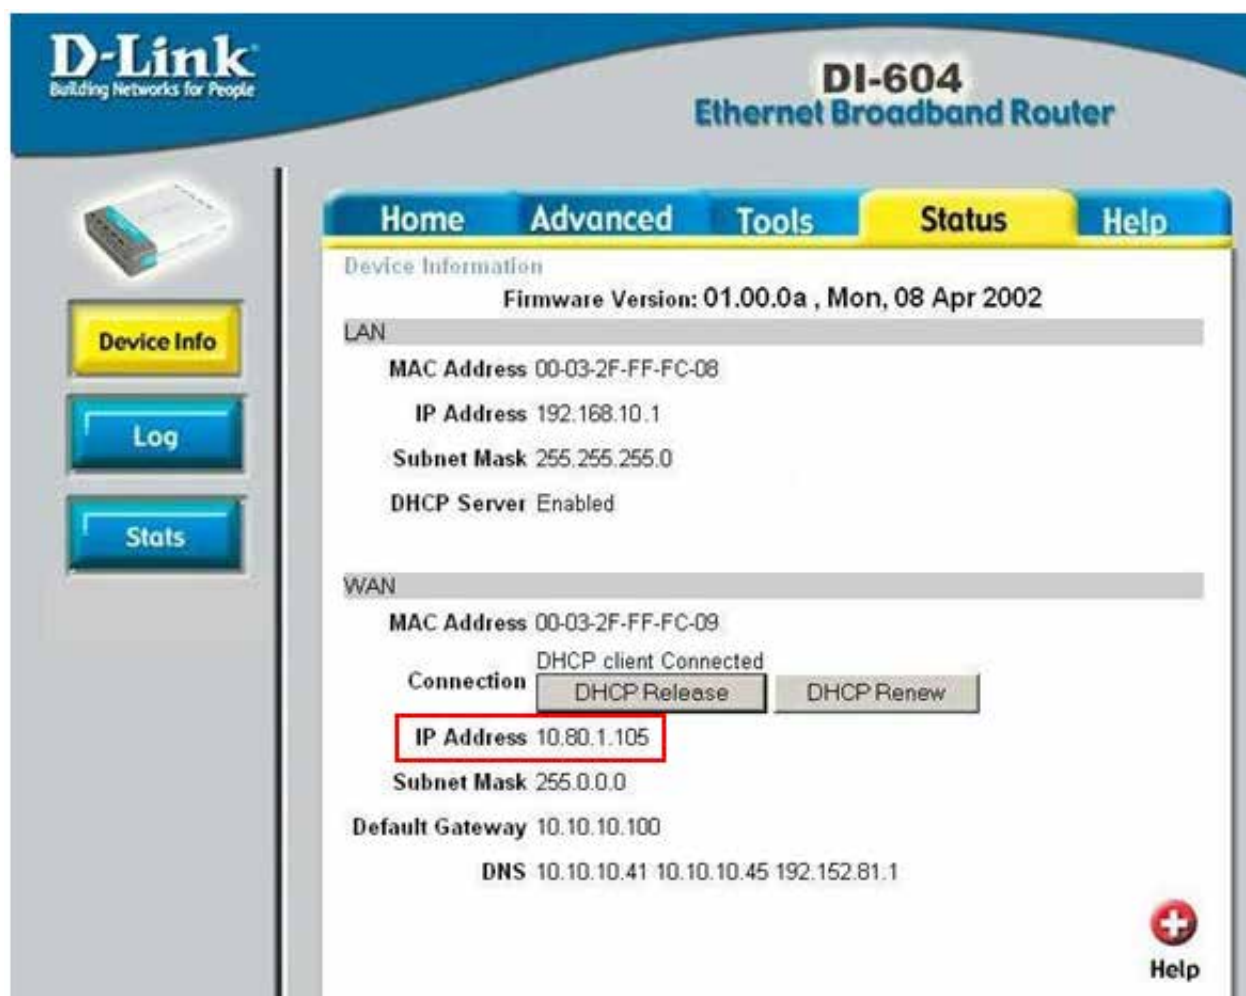 D-Link
Building Networks for People
DI-604
Ethernet Broadband Router
Home Advanced Tools Status Help
Device Information
Firmware Version: 01.00.0a , Mon, 08 Apr 2002
Device Info
Log
Stats
LAN
MAC Address 00-03-2F-FF-FC-08
IP Address 192.168.10.1
Subnet Mask 255.255.255.0
DHCP Server Enabled
WAN
MAC Address 00-03-2F-FF-FC-09
DHCP client Connected
Connection DHCP Release DHCP Renew
IP Address 10.80.1.105
Subnet Mask 255.0.0.0
Default Gateway 10.10.10.100
DNS 10.10.10.41 10.10.10.45 192.152.81.1
Help